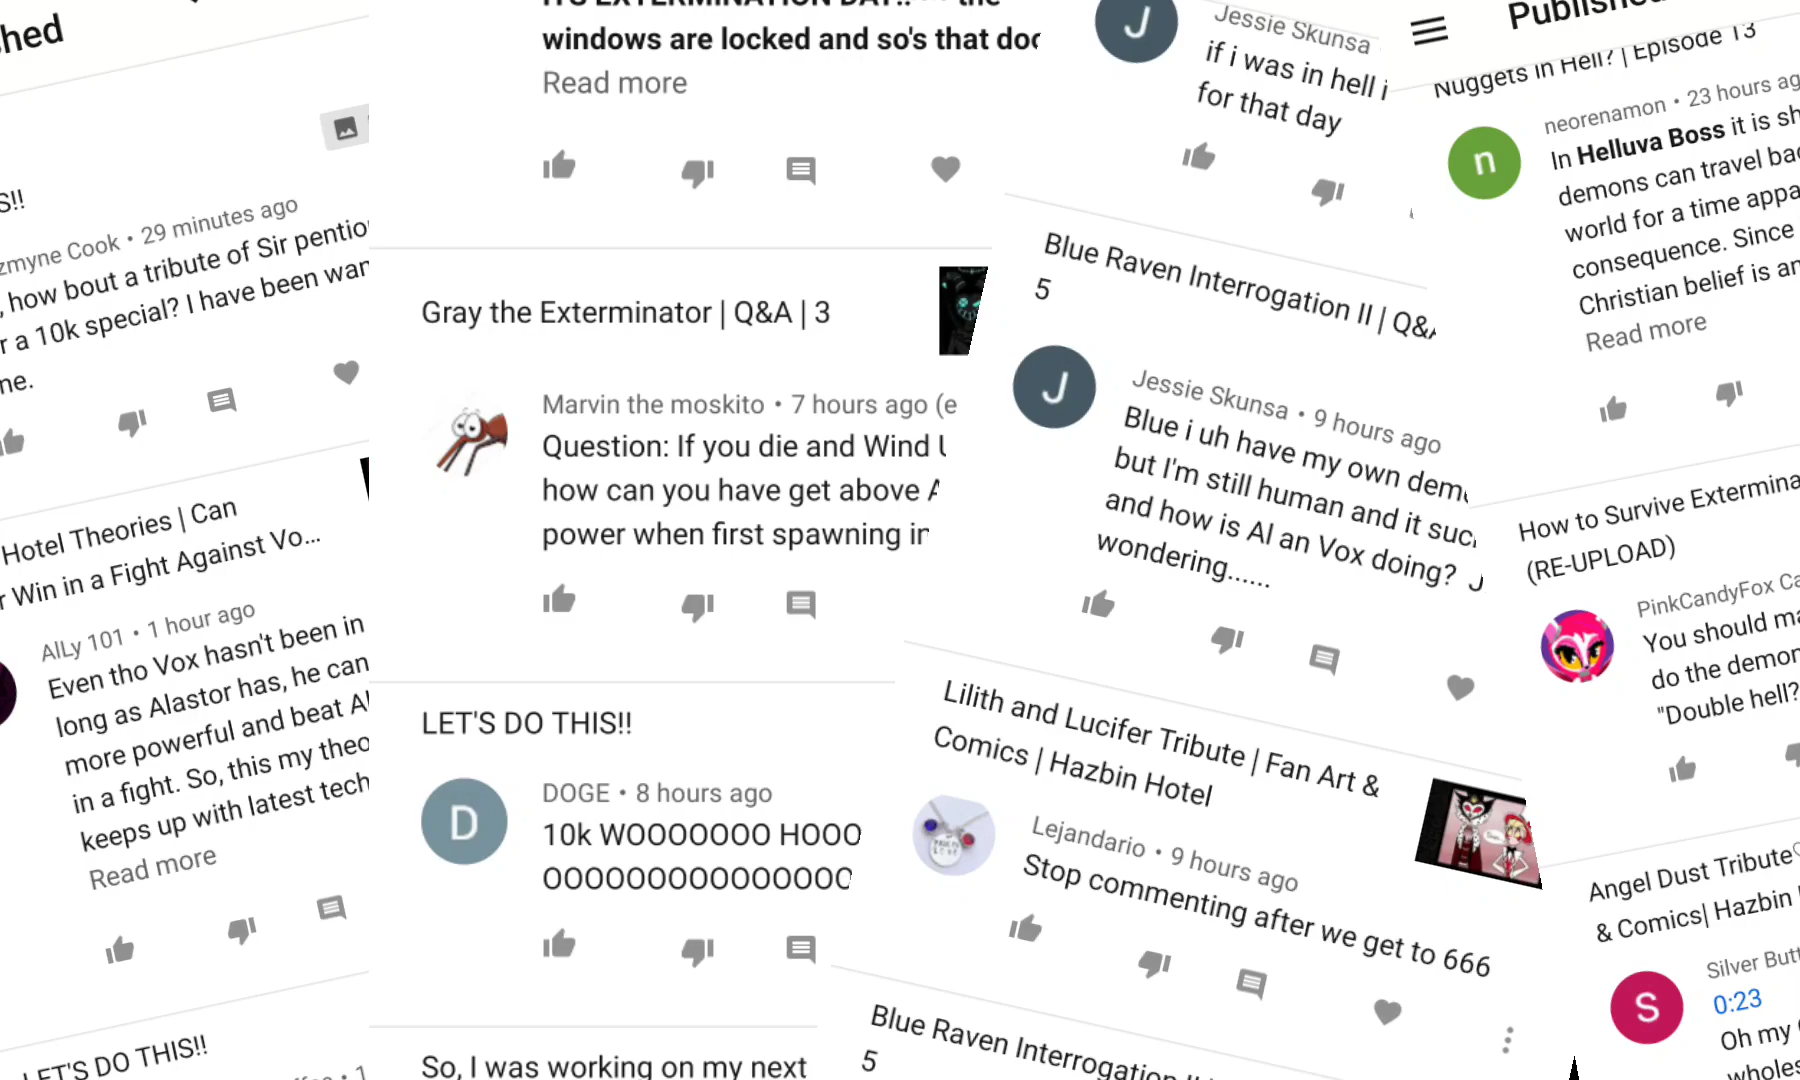 shed
S!!
zmyne Cook • 29 minutes ago
, how bout a tribute of Sir pentio
r a 10k special? I have been wan
ne.
Hotel Theories | Can
r Win in a Fight Against Vo...
AlLy 101 • 1 hour ago
Even tho Vox hasn't been in
long as Alastor has, he can
more powerful and beat Al
in a fight. So, this my theo
keeps up with latest tech
Read more
LET'S DO THIS!!
IT'S EXTERMINATION DAY!! the
windows are locked and so's that doo
Read more
Gray the Exterminator | Q&A | 3
Marvin the moskito • 7 hours ago (e
Question: If you die and Wind U
how can you have get above A
power when first spawning in
LET'S DO THIS!!
D
DOGE • 8 hours ago
10k WOOOOOOO HOOO
OOOOOOOOOOOOOOO
So, I was working on my next
J
Jessie Skunsa
if i was in hell i
for that day
Blue Raven Interrogation II | Q&A
5
J
Jessie Skunsa • 9 hours ago
Blue i uh have my own dem
but I'm still human and it suc
and how is Al an Vox doing? J
wondering......
Lilith and Lucifer Tribute | Fan Art &
Comics | Hazbin Hotel
Lejandario • 9 hours ago
Stop commenting after we get to 666
Blue Raven Interrogation
5
Published
Nuggets in Hell? | Episode 13
n
neorenamon • 23 hours ag
In Helluva Boss it is sh
demons can travel bac
world for a time appa
consequence. Since
Christian belief is an
Read more
How to Survive Extermina
(RE-UPLOAD)
PinkCandyFox Ca
You should ma
do the demon
"Double hell?
Angel Dust Tribute
& Comics| Hazbin
S
Silver Butt
0:23
Oh my
wholes